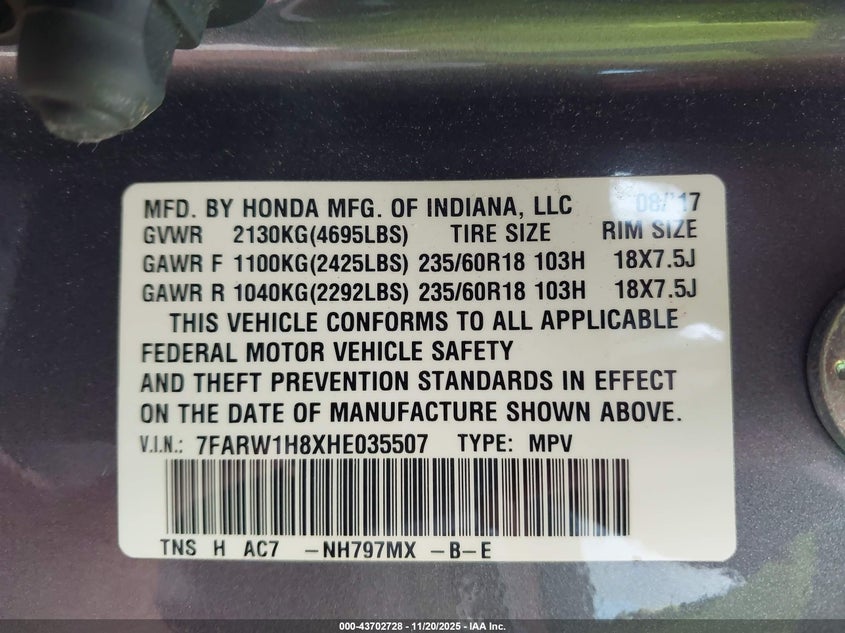 MFD. BY HONDA MFG. OF INDIANA, LLC 08/17
GVWR 2130KG(4695LBS) TIRE SIZE RIM SIZE
GAWR F 1100KG(2425LBS) 235/60R18 103H 18X7.5J
GAWR R 1040KG(2292LBS) 235/60R18 103H 18X7.5J
THIS VEHICLE CONFORMS TO ALL APPLICABLE
FEDERAL MOTOR VEHICLE SAFETY
AND THEFT PREVENTION STANDARDS IN EFFECT
ON THE DATE OF MANUFACTURE SHOWN ABOVE.
V.I.N.: 7FARW1H8XHE035507 TYPE: MPV
TNS H AC7 -NH797MX -B-E
000-43702728 - 11/20/2025 - IAA Inc.